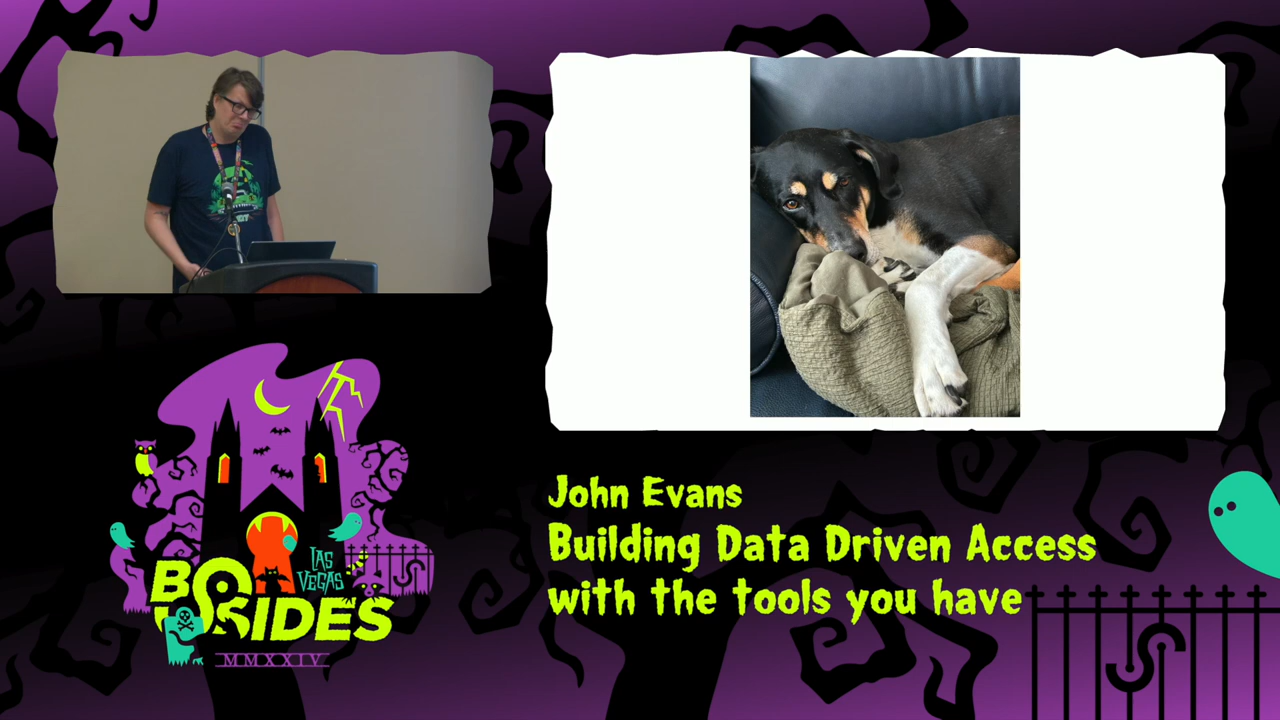 John Evans
Building Data Driven Access
with the tools you have
LAS
VEGAS
BSIDES
MMXXIV